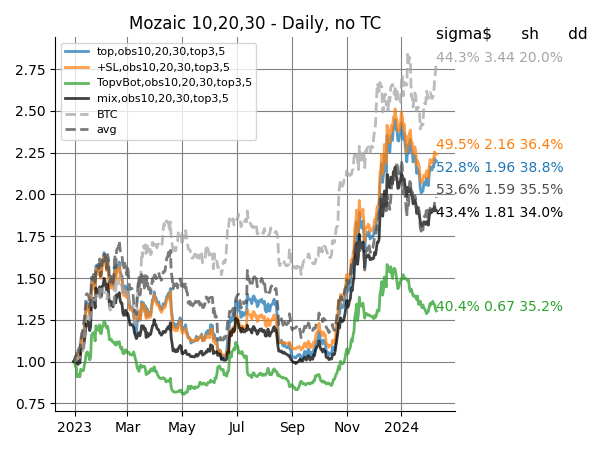 Mozaic 10,20,30 - Daily, no TC
sigma$ sh dd
top,obs10,20,30,top3,5
+SL,obs10,20,30,top3,5
TopvBot,obs10,20,30,top3,5
mix,obs10,20,30,top3,5
BTC
avg
44.3% 3.44 20.0%
49.5% 2.16 36.4%
52.8% 1.96 38.8%
53.6% 1.59 35.5%
43.4% 1.81 34.0%
40.4% 0.67 35.2%
2.75
2.50
2.25
2.00
1.75
1.50
1.25
1.00
0.75
2023 Mar May Jul Sep Nov 2024